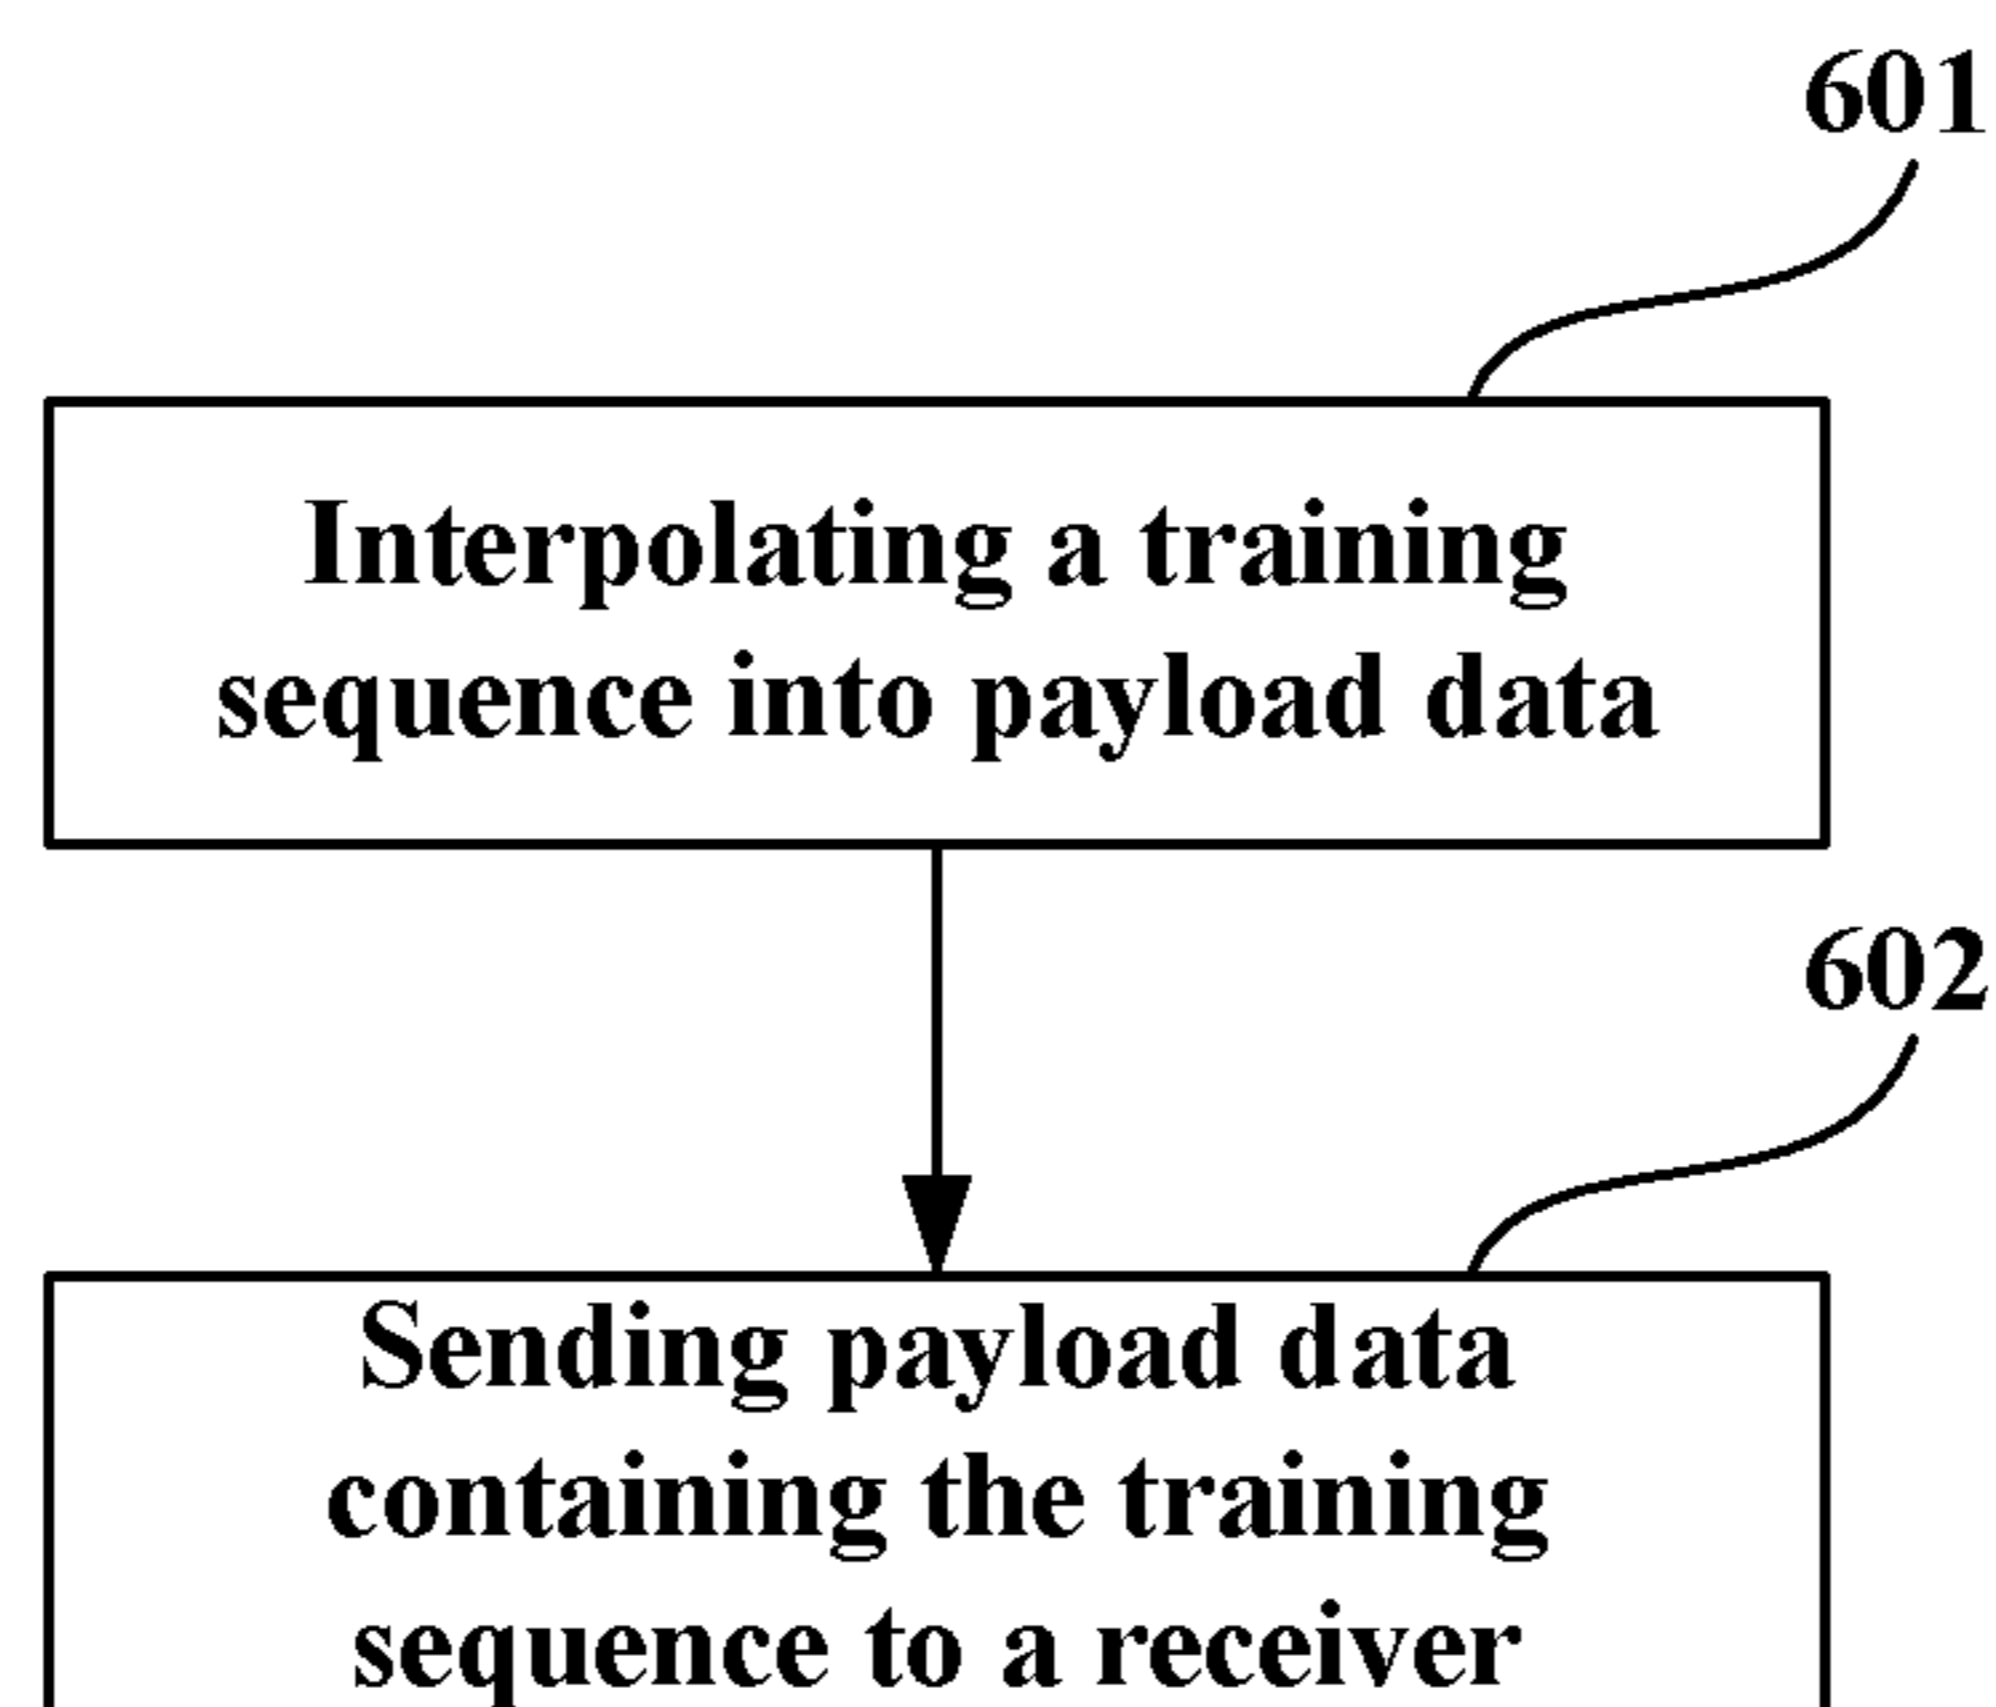 601
Interpolating a training
sequence into payload data
602
Sending payload data
containing the training
sequence to a receiver